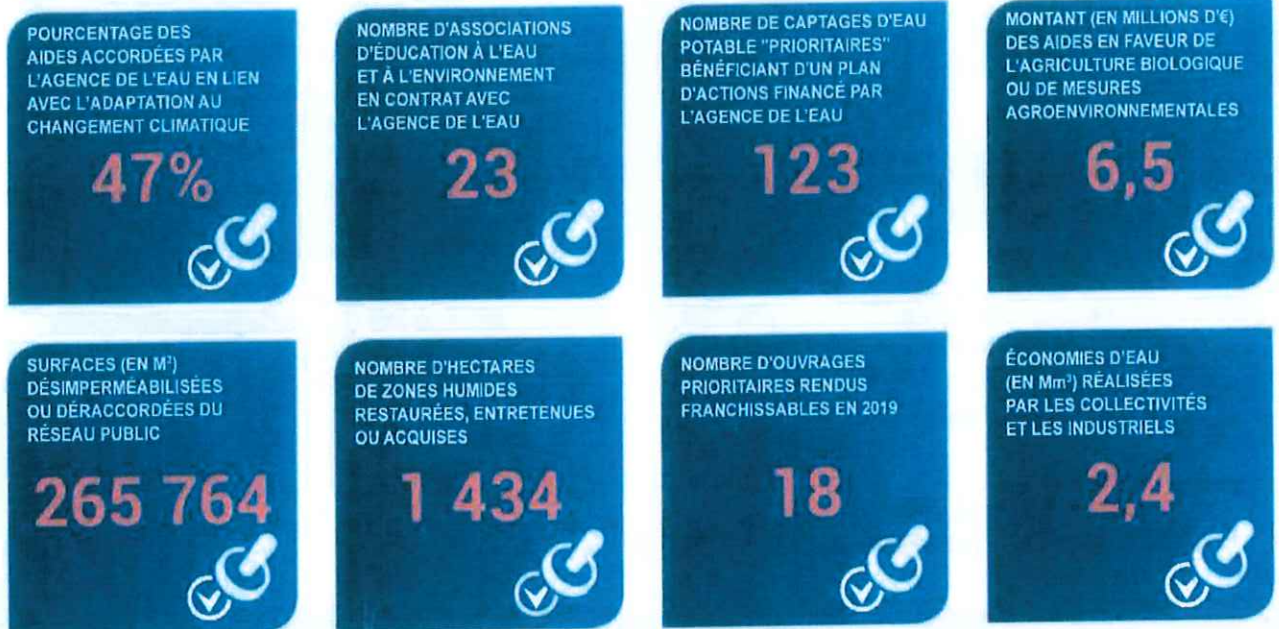 POURCENTAGE DES
AIDES ACCORDÉES PAR
L'AGENCE DE L'EAU EN LIEN
AVEC L'ADAPTATION AU
CHANGEMENT CLIMATIQUE
47%
NOMBRE D'ASSOCIATIONS
D'ÉDUCATION À L'EAU
ET À L'ENVIRONNEMENT
EN CONTRAT AVEC
L'AGENCE DE L'EAU
23
NOMBRE DE CAPTAGES D'EAU
POTABLE "PRIORITAIRES"
BÉNÉFICIANT D'UN PLAN
D'ACTIONS FINANCÉ PAR
L'AGENCE DE L'EAU
123
MONTANT (EN MILLIONS D'€)
DES AIDES EN FAVEUR DE
L'AGRICULTURE BIOLOGIQUE
OU DE MESURES
AGROENVIRONNEMENTALES
6,5
SURFACES (EN M²)
DÉSIMPERMÉABILISÉES
OU DÉRACCORDÉES DU
RÉSEAU PUBLIC
265 764
NOMBRE D'HECTARES
DE ZONES HUMIDES
RESTAURÉES, ENTRETENUES
OU ACQUISES
1 434
NOMBRE D'OUVRAGES
PRIORITAIRES RENDUS
FRANCHISSABLES EN 2019
18
ÉCONOMIES D'EAU
(EN Mm³) RÉALISÉES
PAR LES COLLECTIVITÉS
ET LES INDUSTRIELS
2,4